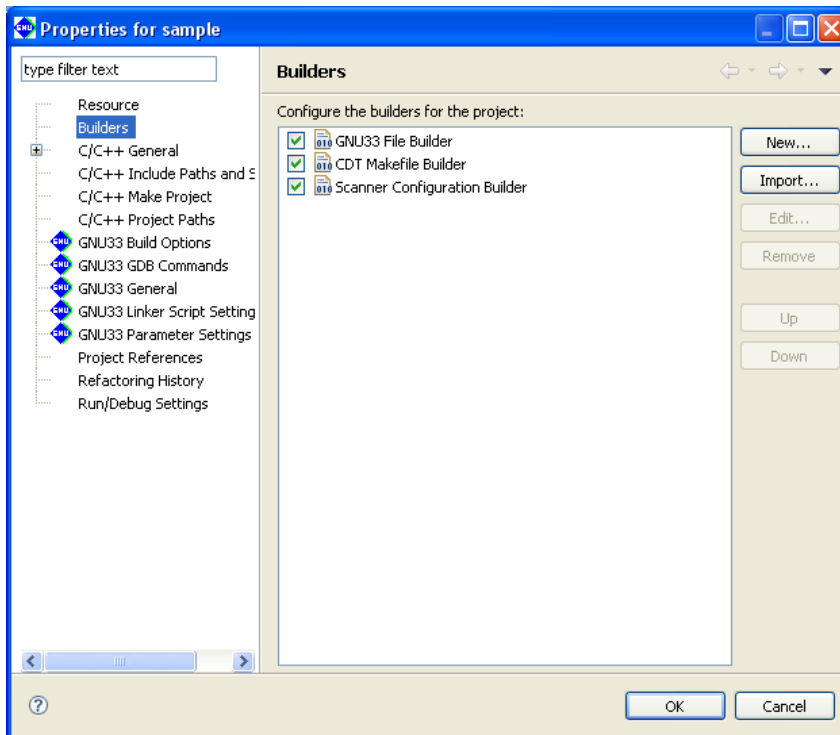 Properties for sample
type filter text
Resource
Builders
C/C++ General
C/C++ Include Paths and S
C/C++ Make Project
C/C++ Project Paths
GNU33 Build Options
GNU33 GDB Commands
GNU33 General
GNU33 Linker Script Setting
GNU33 Parameter Settings
Project References
Refactoring History
Run/Debug Settings
Builders
Configure the builders for the project:
GNU33 File Builder
CDT Makefile Builder
Scanner Configuration Builder
New...
Import...
Edit...
Remove
Up
Down
OK
Cancel